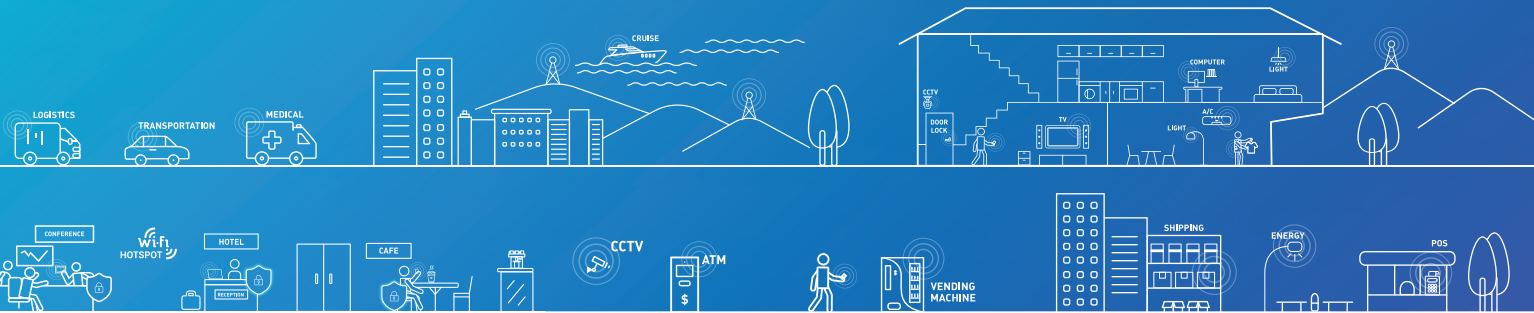 LOGISTICS
TRANSPORTATION
MEDICAL
CRUISE
CCTV
DOOR
LOCK
TV
COMPUTER
LIGHT
A/C
LIGHT
CONFERENCE
Wi-Fi
HOTSPOT
HOTEL
RECEPTION
CAFE
CCTV
ATM
$
VENDING
MACHINE
SHIPPING
ENERGY
POS